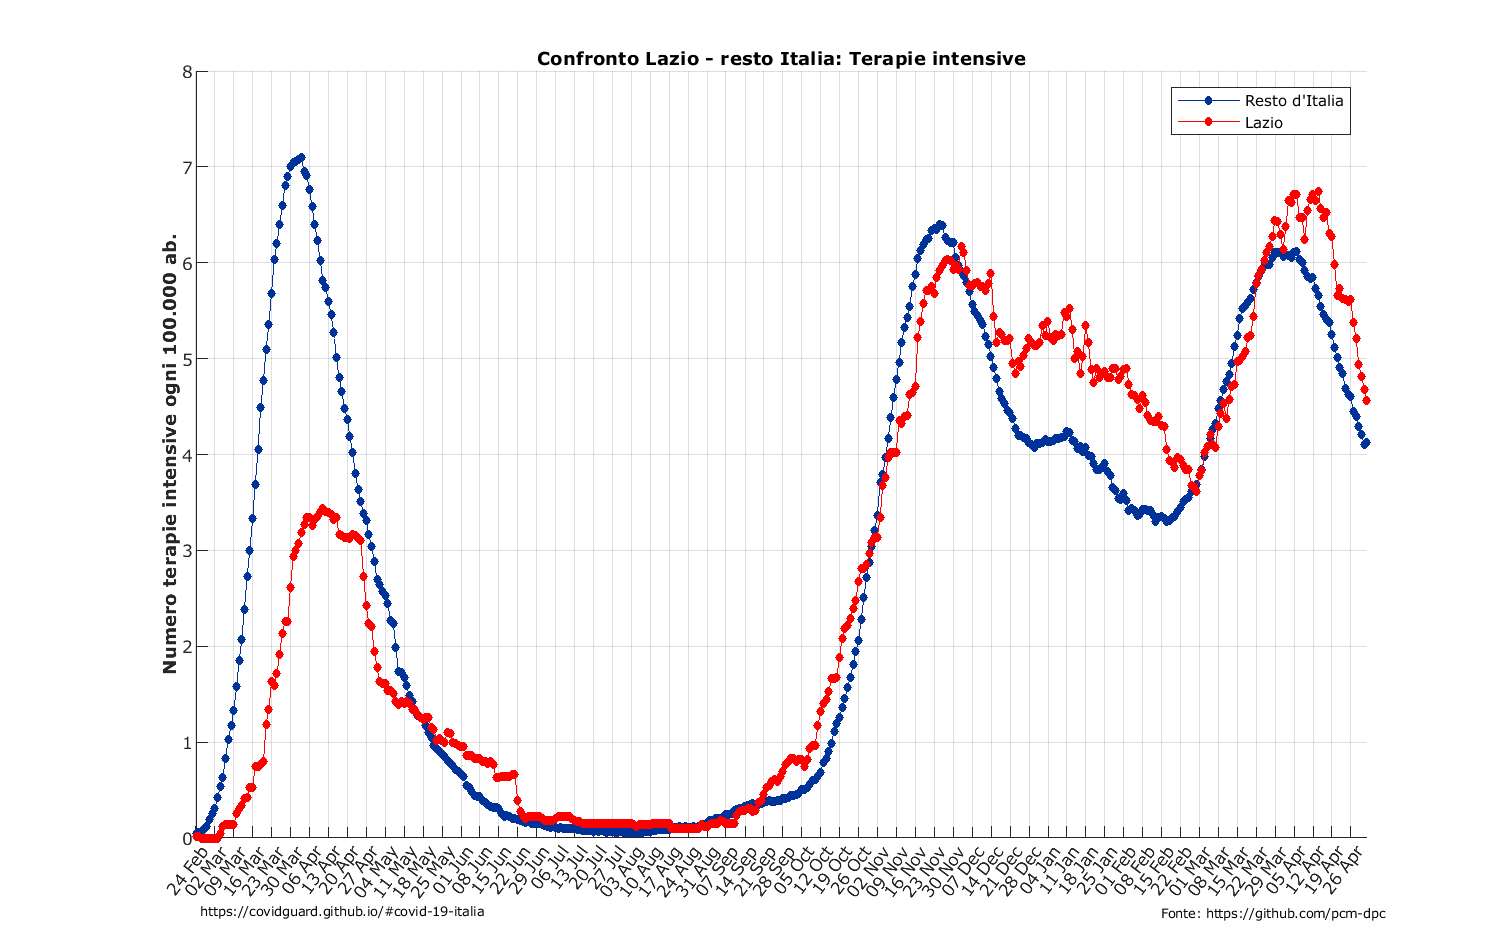 Confronto Lazio - resto Italia: Terapie intensive
Resto d'Italia
Lazio
Numero terapie intensive ogni 100.000 ab.
8
7
6
5
4
3
2
1
0
24 Feb
02 Mar
09 Mar
16 Mar
23 Mar
30 Mar
06 Apr
13 Apr
20 Apr
27 Apr
04 May
11 May
18 May
25 May
01 Jun
08 Jun
15 Jun
22 Jun
29 Jun
06 Jul
13 Jul
20 Jul
27 Jul
03 Aug
10 Aug
17 Aug
24 Aug
31 Aug
07 Sep
14 Sep
21 Sep
28 Sep
05 Oct
12 Oct
19 Oct
26 Oct
02 Nov
09 Nov
16 Nov
23 Nov
30 Nov
07 Dec
14 Dec
21 Dec
28 Dec
04 Jan
11 Jan
18 Jan
25 Jan
01 Feb
08 Feb
15 Feb
22 Feb
01 Mar
08 Mar
15 Mar
22 Mar
29 Mar
05 Apr
12 Apr
19 Apr
26 Apr
https://covidguard.github.io/#covid-19-italia
Fonte: https://github.com/pcm-dpc